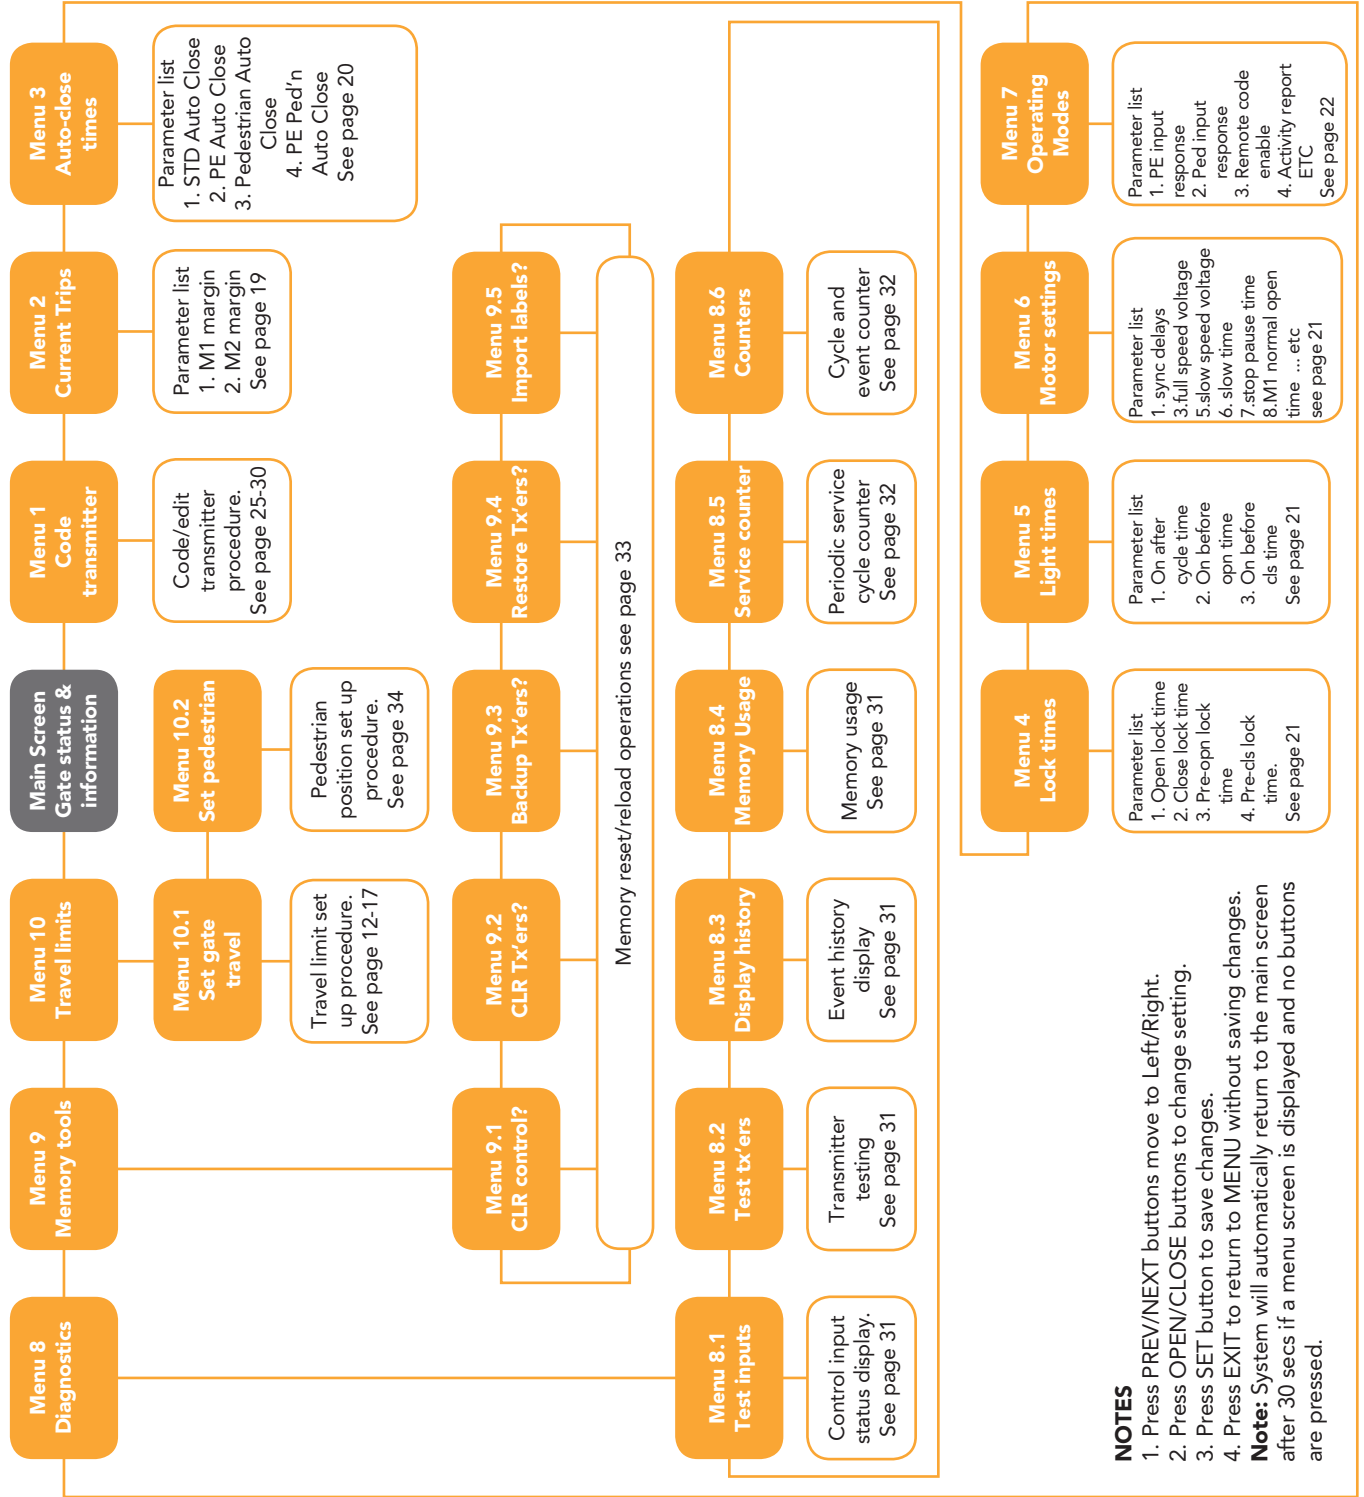 Menu 8
Diagnostics
Menu 9
Memory tools
Menu 10
Travel limits
Main Screen
Gate status &
information
Menu 1
Code
transmitter
Menu 2
Current Trips
Menu 3
Auto-close
times
Menu 10.1
Set gate
travel
Menu 10.2
Set pedestrian
Code/edit
transmitter
procedure.
See page 25-30
Parameter list
1. M1 margin
2. M2 margin
See page 19
Parameter list
1. STD Auto Close
2. PE Auto Close
3. Pedestrian Auto
Close
4. PE Ped'n
Auto Close
See page 20
Travel limit set
up procedure.
See page 12-17
Pedestrian
position set up
procedure.
See page 34
Menu 9.1
CLR control?
Menu 9.2
CLR Tx'ers?
Menu 9.3
Backup Tx'ers?
Menu 9.4
Restore Tx'ers?
Menu 9.5
Import labels?
Memory reset/reload operations see page 33
Menu 8.1
Test inputs
Menu 8.2
Test tx'ers
Menu 8.3
Display history
Menu 8.4
Memory Usage
Menu 8.5
Service counter
Menu 8.6
Counters
Control input
status display.
See page 31
Transmitter
testing
See page 31
Event history
display
See page 31
Memory usage
See page 31
Periodic service
cycle counter
See page 32
Cycle and
event counter
See page 32
Menu 4
Lock times
Menu 5
Light times
Menu 6
Motor settings
Menu 7
Operating
Modes
Parameter list
1. Open lock time
2. Close lock time
3. Pre-opn lock
time
4. Pre-cls lock
time.
See page 21
Parameter list
1. On after
cycle time
2. On before
opn time
3. On before
cls time
See page 21
Parameter list
1. sync delays
3.full speed voltage
5.slow speed voltage
6. slow time
7.stop pause time
8.M1 normal open
time ... etc
see page 21
Parameter list
1. PE input
response
2. Ped input
response
3. Remote code
enable
4. Activity report
ETC
See page 22
NOTES
1. Press PREV/NEXT buttons move to Left/Right.
2. Press OPEN/CLOSE buttons to change setting.
3. Press SET button to save changes.
4. Press EXIT to return to MENU without saving changes.
Note: System will automatically return to the main screen
after 30 secs if a menu screen is displayed and no buttons
are pressed.